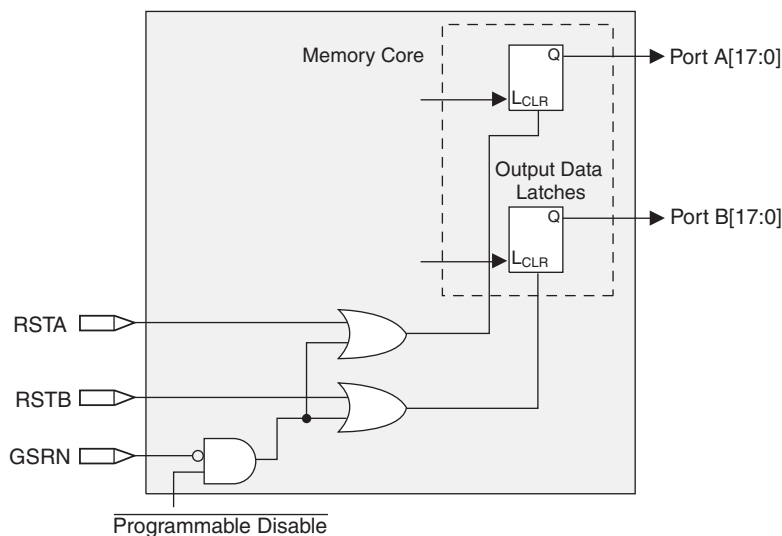 Memory Core
Q
Port A[17:0]
LCLR
Output Data
Latches
Q
Port B[17:0]
LCLR
RSTA
RSTB
GSRN
Programmable Disable